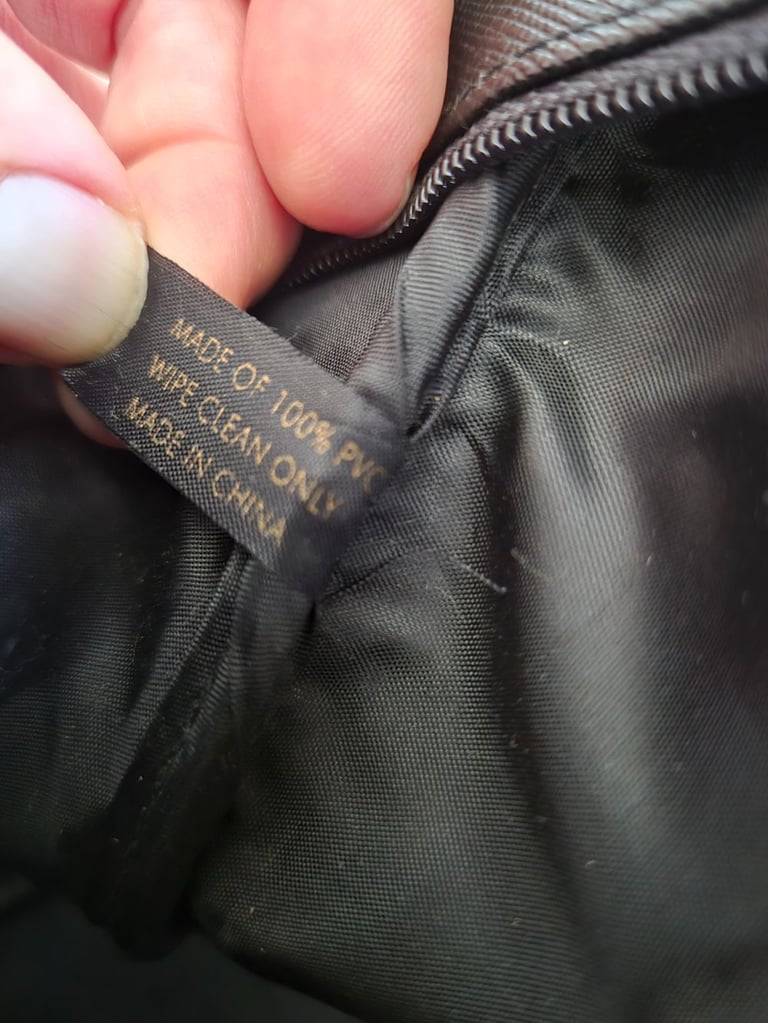 MADE OF 100% PVC
WIPE CLEAN ONLY
MADE IN CHINA